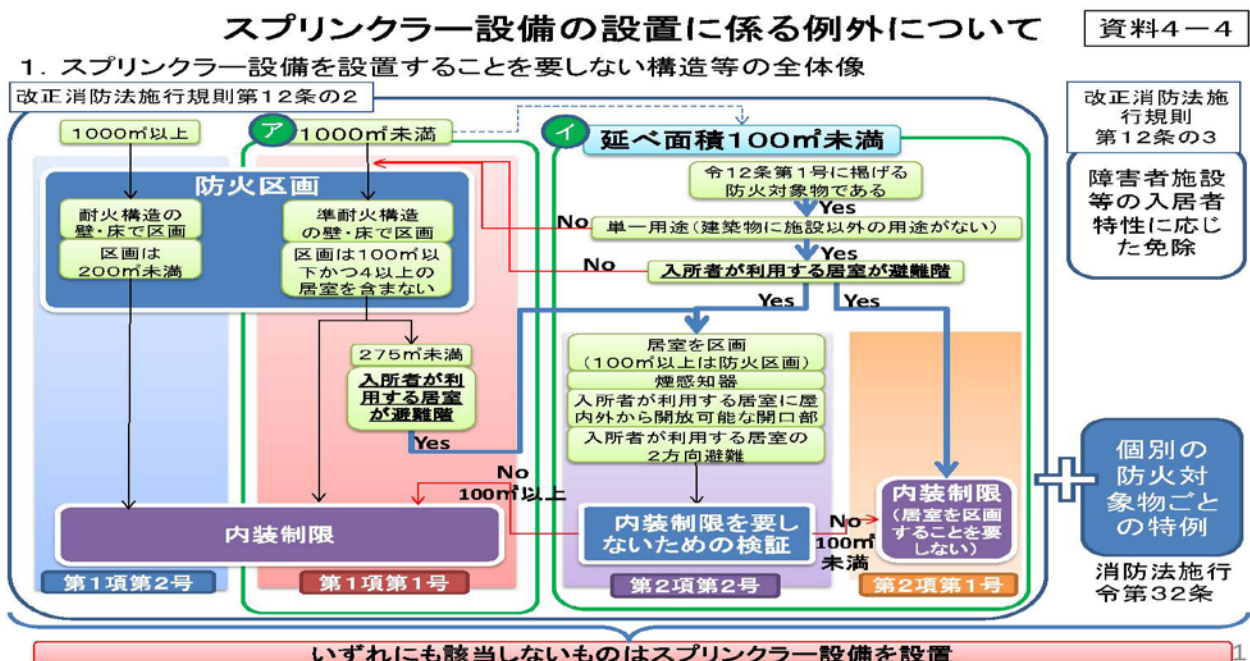 スプリンクラー設備の設置に係る例外について
資料4－4
1．スプリンクラー設備を設置することを要しない構造等の全体像
改正消防法施行規則第12条の2
1000㎡以上
ア
1000㎡未満
防火区画
耐火構造の
壁・床で区画
区画は
200㎡未満
準耐火構造
の壁・床で区画
区画は100㎡以
下かつ4以上の
居室を含まない
275㎡未満
入所者が利
用する居室
が避難階
Yes
内装制限
第1項第2号
第1項第1号
イ
延べ面積100㎡未満
令12条第1号に掲げる
防火対象物である
Yes
No
単一用途(建築物に施設以外の用途がない)
Yes
No
入所者が利用する居室が避難階
Yes
Yes
居室を区画
(100㎡以上は防火区画)
煙感知器
入所者が利用する居室に屋
内外から開放可能な開口部
入所者が利用する居室の
2方向避難
No
100㎡以上
内装制限を要し
ないための検証
No
100㎡
未満
内装制限
(居室を区画
することを要
しない)
第2項第2号
第2項第1号
改正消防法施
行規則
第12条の3
障害者施設
等の入居者
特性に応じ
た免除
個別の
防火対
象物ごと
の特例
消防法施行
令第32条
いずれにも該当しないものはスプリンクラー設備を設置
1